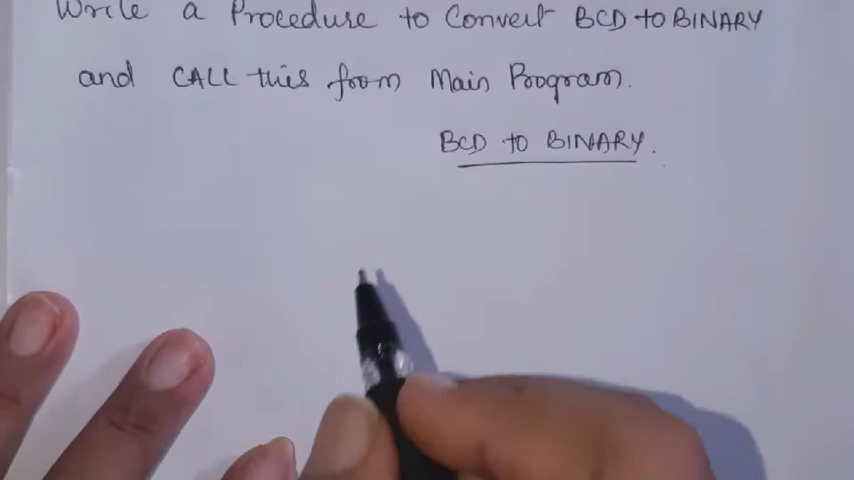 Write a Procedure to Convert BCD to BINARY
and CALL this from Main Program.
BCD to BINARY.